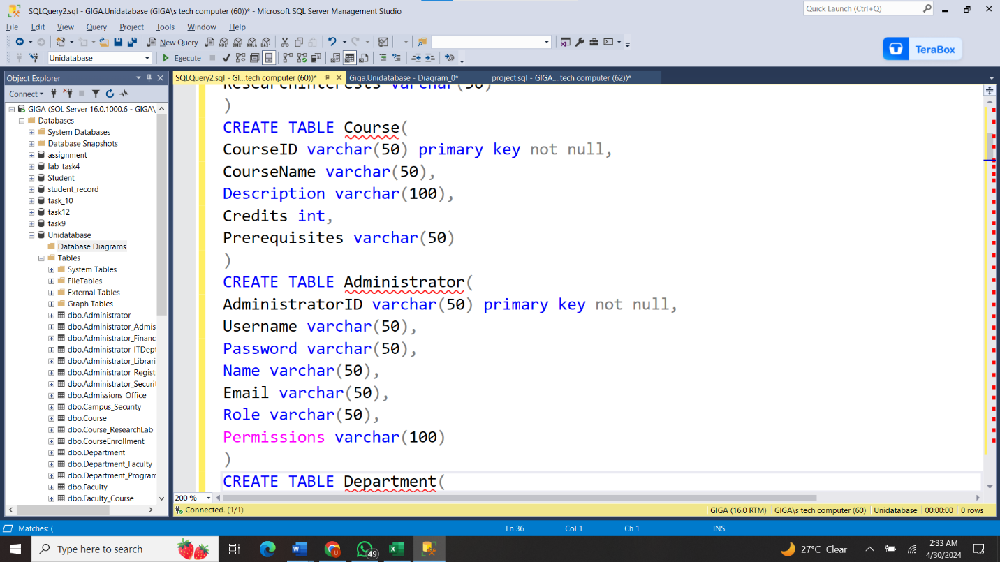 SQLQuery2.sql - GIGA.Unidatabase (GIGA\s tech computer (60))* - Microsoft SQL Server Management Studio
Quick Launch (Ctrl+Q)
File Edit View Query Project Tools Window Help
New Query MDX DMX XMLA DAX
Unidatabase Execute
TeraBox
Object Explorer
SQLQuery2.sql - GI...tech computer (60))* Giga.Unidatabase - Diagram_0* project.sql - GIGA....tech computer (62))*
Connect
GIGA (SQL Server 16.0.1000.6 - GIGA\
Databases
System Databases
Database Snapshots
assignment
lab_task4
Student
student_record
task_10
task12
task9
Unidatabase
Database Diagrams
Tables
System Tables
FileTables
External Tables
Graph Tables
dbo.Administrator
dbo.Administrator_Admis
dbo.Administrator_Financ
dbo.Administrator_ITDept
dbo.Administrator_Librari
dbo.Administrator_Registr
dbo.Administrator_Securit
dbo.Admissions_Office
dbo.Campus_Security
dbo.Course
dbo.Course_ResearchLab
dbo.CourseEnrollment
dbo.Department
dbo.Department_Faculty
dbo.Department_Program
dbo.Faculty
dbo.Faculty_Course
ResearchInterests varchar(50)
)
CREATE TABLE Course(
CourseID varchar(50) primary key not null,
CourseName varchar(50),
Description varchar(100),
Credits int,
Prerequisites varchar(50)
)
CREATE TABLE Administrator(
AdministratorID varchar(50) primary key not null,
Username varchar(50),
Password varchar(50),
Name varchar(50),
Email varchar(50),
Role varchar(50),
Permissions varchar(100)
)
CREATE TABLE Department(
200 %
Connected. (1/1) GIGA (16.0 RTM) GIGA\s tech computer (60) Unidatabase 00:00:00 0 rows
Matches: ( Ln 36 Col 1 Ch 1 INS
Type here to search 49 27°C Clear 2:33 AM
4/30/2024